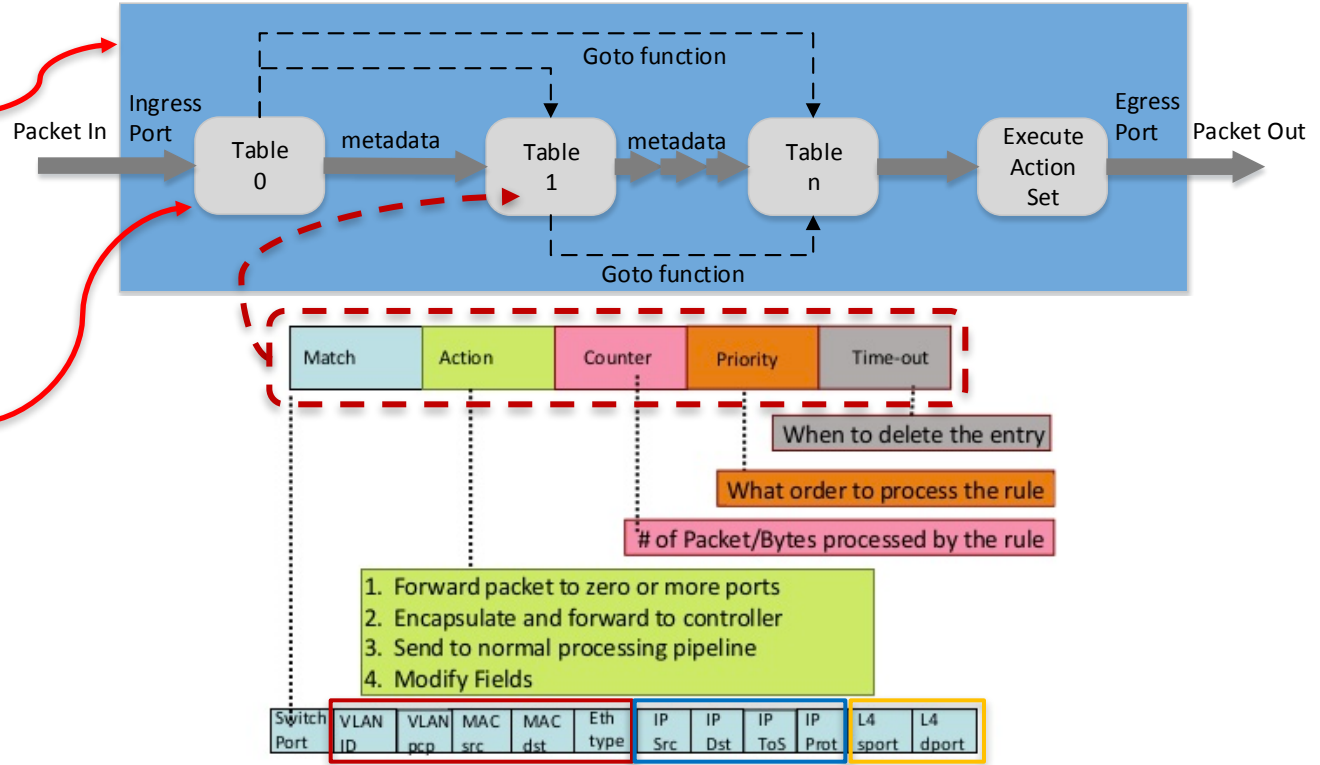 Goto function
Packet In
Ingress
Port
Table
0
metadata
Table
1
metadata
Table
n
Execute
Action
Set
Egress
Port
Packet Out
Goto function
Match
Action
Counter
Priority
Time-out
When to delete the entry
What order to process the rule
# of Packet/Bytes processed by the rule
1. Forward packet to zero or more ports
2. Encapsulate and forward to controller
3. Send to normal processing pipeline
4. Modify Fields
Switch
Port
VLAN
ID
VLAN
pcp
MAC
src
MAC
dst
Eth
type
IP
Src
IP
Dst
IP
ToS
IP
Prot
L4
sport
L4
dport